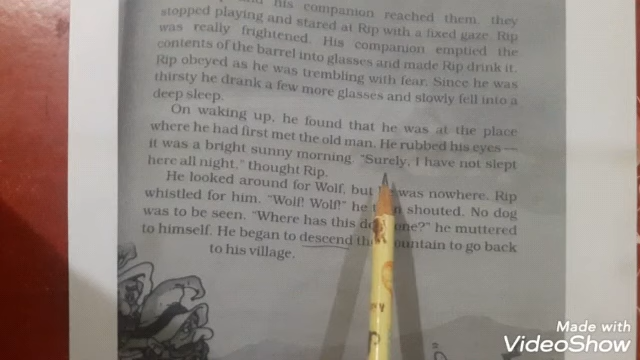 his companion reached them, they
stopped playing and stared at Rip with a fixed gaze. Rip
was really frightened. His companion emptied the
contents of the barrel into glasses and made Rip drink it.
Rip obeyed as he was trembling with fear. Since he was
thirsty he drank a few more glasses and slowly fell into a
deep sleep.
On waking up, he found that he was at the place
where he had first met the old man. He rubbed his eyes —
it was a bright sunny morning. "Surely, I have not slept
here all night," thought Rip.
He looked around for Wolf, but was nowhere. Rip
whistled for him. "Wolf! Wolf!" he shouted. No dog
was to be seen. "Where has this he muttered
to himself. He began to descend to go back
to his village.
Made with
VideoShow